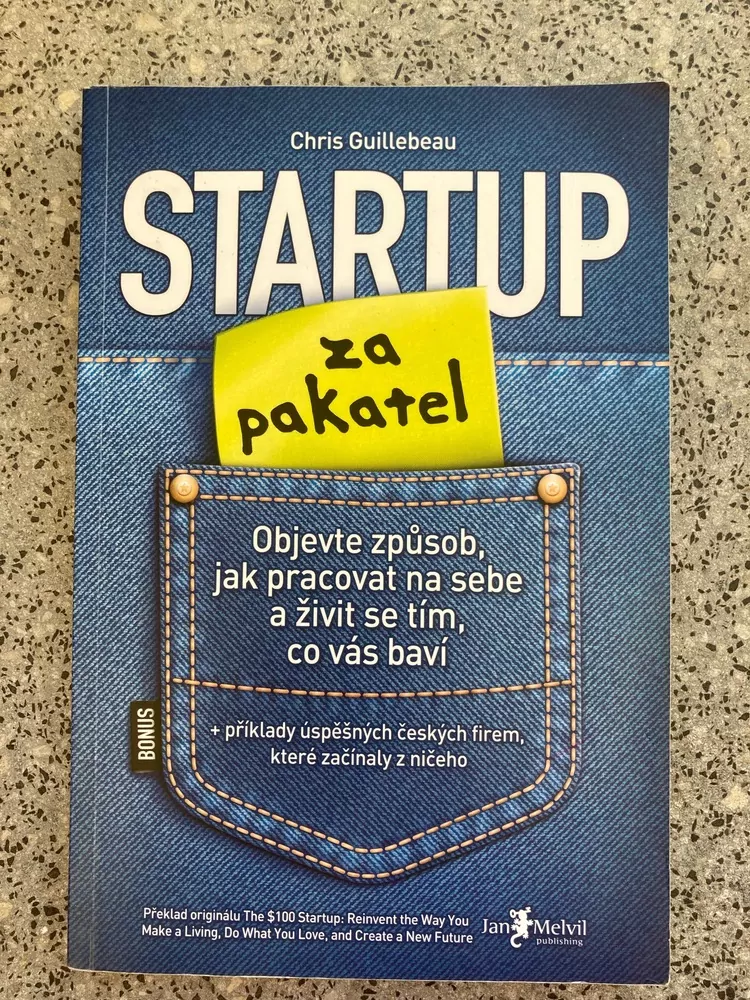 Chris Guillebeau
STARTUP
za
pakatel
Objevte způsob,
jak pracovat na sebe
a živit se tím,
co vás baví
BONUS
+ příklady úspěšných českých firem,
které začínaly z ničeho
Překlad originálu The $100 Startup: Reinvent the Way You
Make a Living, Do What You Love, and Create a New Future
Jan Melvil
publishing